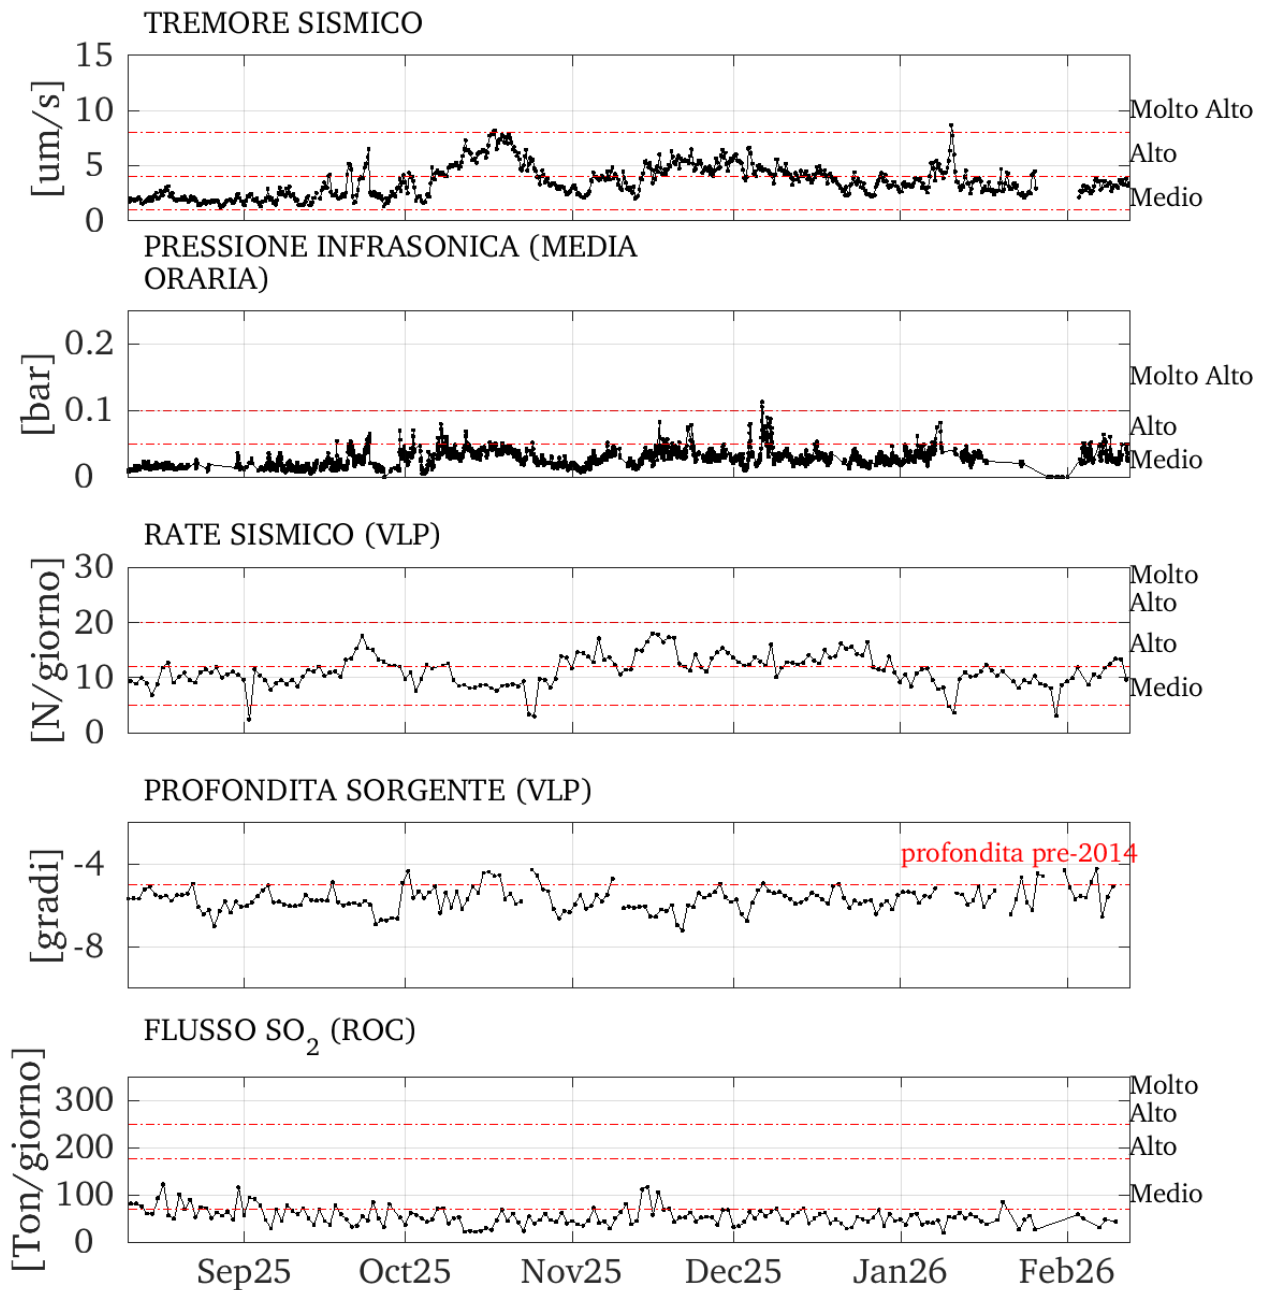 TREMORE SISMICO
[um/s]
15
10
5
0
Molto Alto
Alto
Medio
PRESSIONE INFRASONICA (MEDIA
ORARIA)
[bar]
0.2
0.1
0
Molto Alto
Alto
Medio
RATE SISMICO (VLP)
[N/giorno]
30
20
10
0
Molto
Alto
Alto
Medio
PROFONDITA SORGENTE (VLP)
[gradi]
-4
-8
profondita pre-2014
FLUSSO SO2 (ROC)
[Ton/giorno]
300
200
100
0
Molto
Alto
Alto
Medio
Sep25 Oct25 Nov25 Dec25 Jan26 Feb26